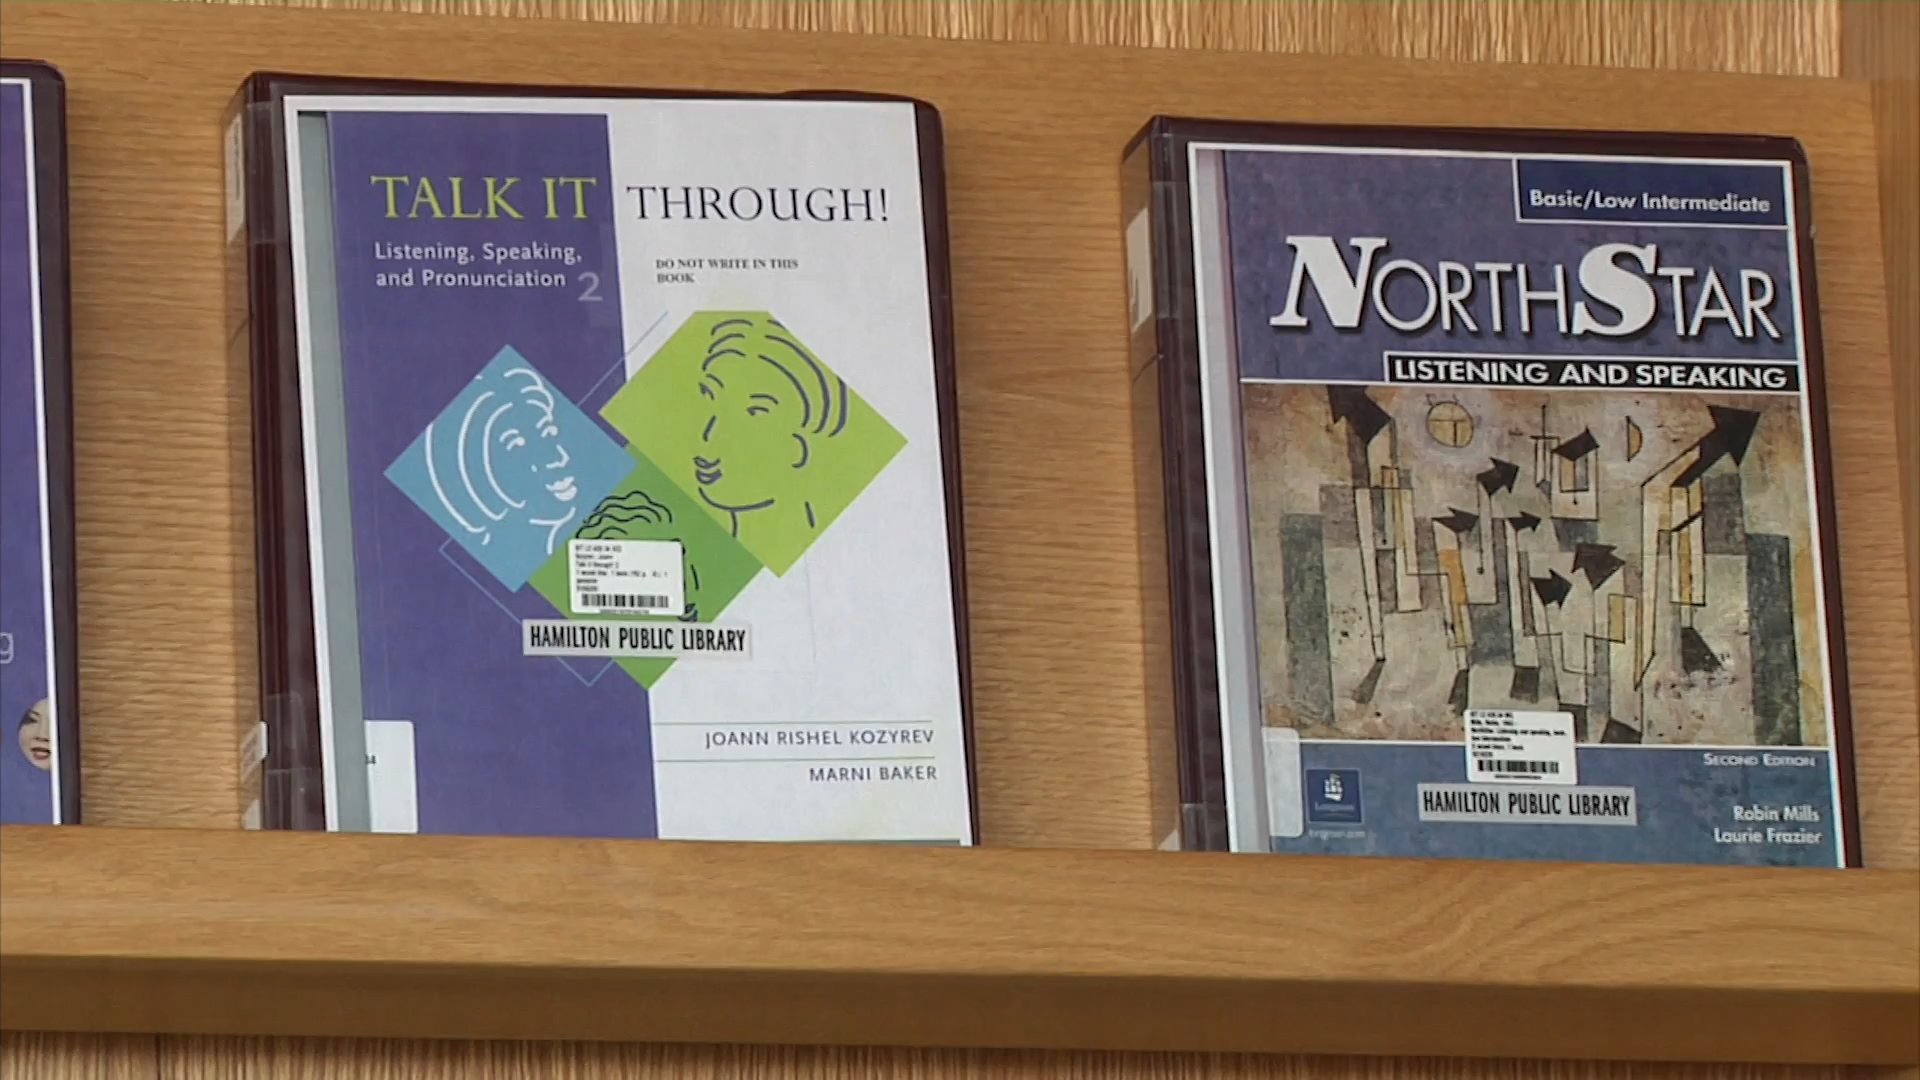 g
TALK IT THROUGH!
Listening, Speaking,
and Pronunciation 2
DO NOT WRITE IN THIS
BOOK
HAMILTON PUBLIC LIBRARY
JOANN RISHEL KOZYREV
MARNI BAKER
Basic/Low Intermediate
NORTHSTAR
LISTENING AND SPEAKING
SECOND EDITION
HAMILTON PUBLIC LIBRARY
Robin Mills
Laurie Frazier